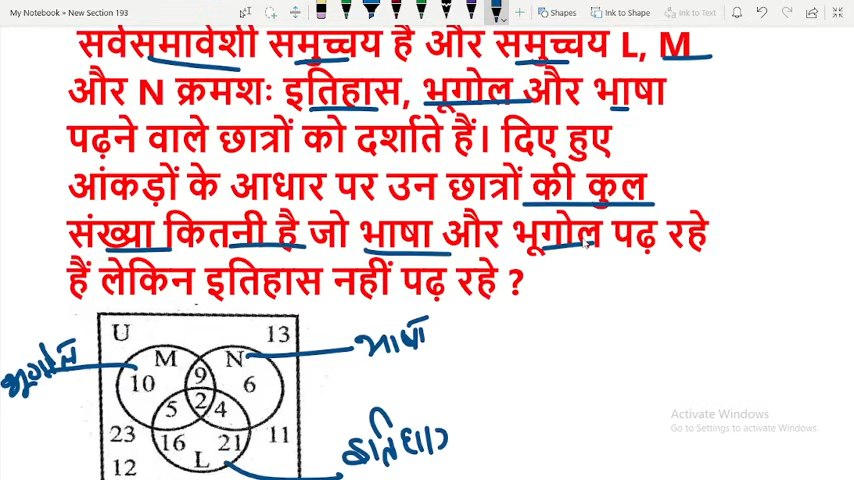 My Notebook > New Section 193
Shapes
Ink to Shape
Ink to Text
सर्वसमावेशी समुच्चय है और समुच्चय L, M
और N क्रमशः इतिहास, भूगोल और भाषा
पढ़ने वाले छात्रों को दर्शाते हैं। दिए हुए
आंकड़ों के आधार पर उन छात्रों की कुल
संख्या कितनी है जो भाषा और भूगोल पढ़ रहे
हैं लेकिन इतिहास नहीं पढ़ रहे ?
U 13
M N भाषा
भूगोल 10 9 6
5 2 4
23 16 21 11
L
12
Activate Windows
Go to Settings to activate Windows.